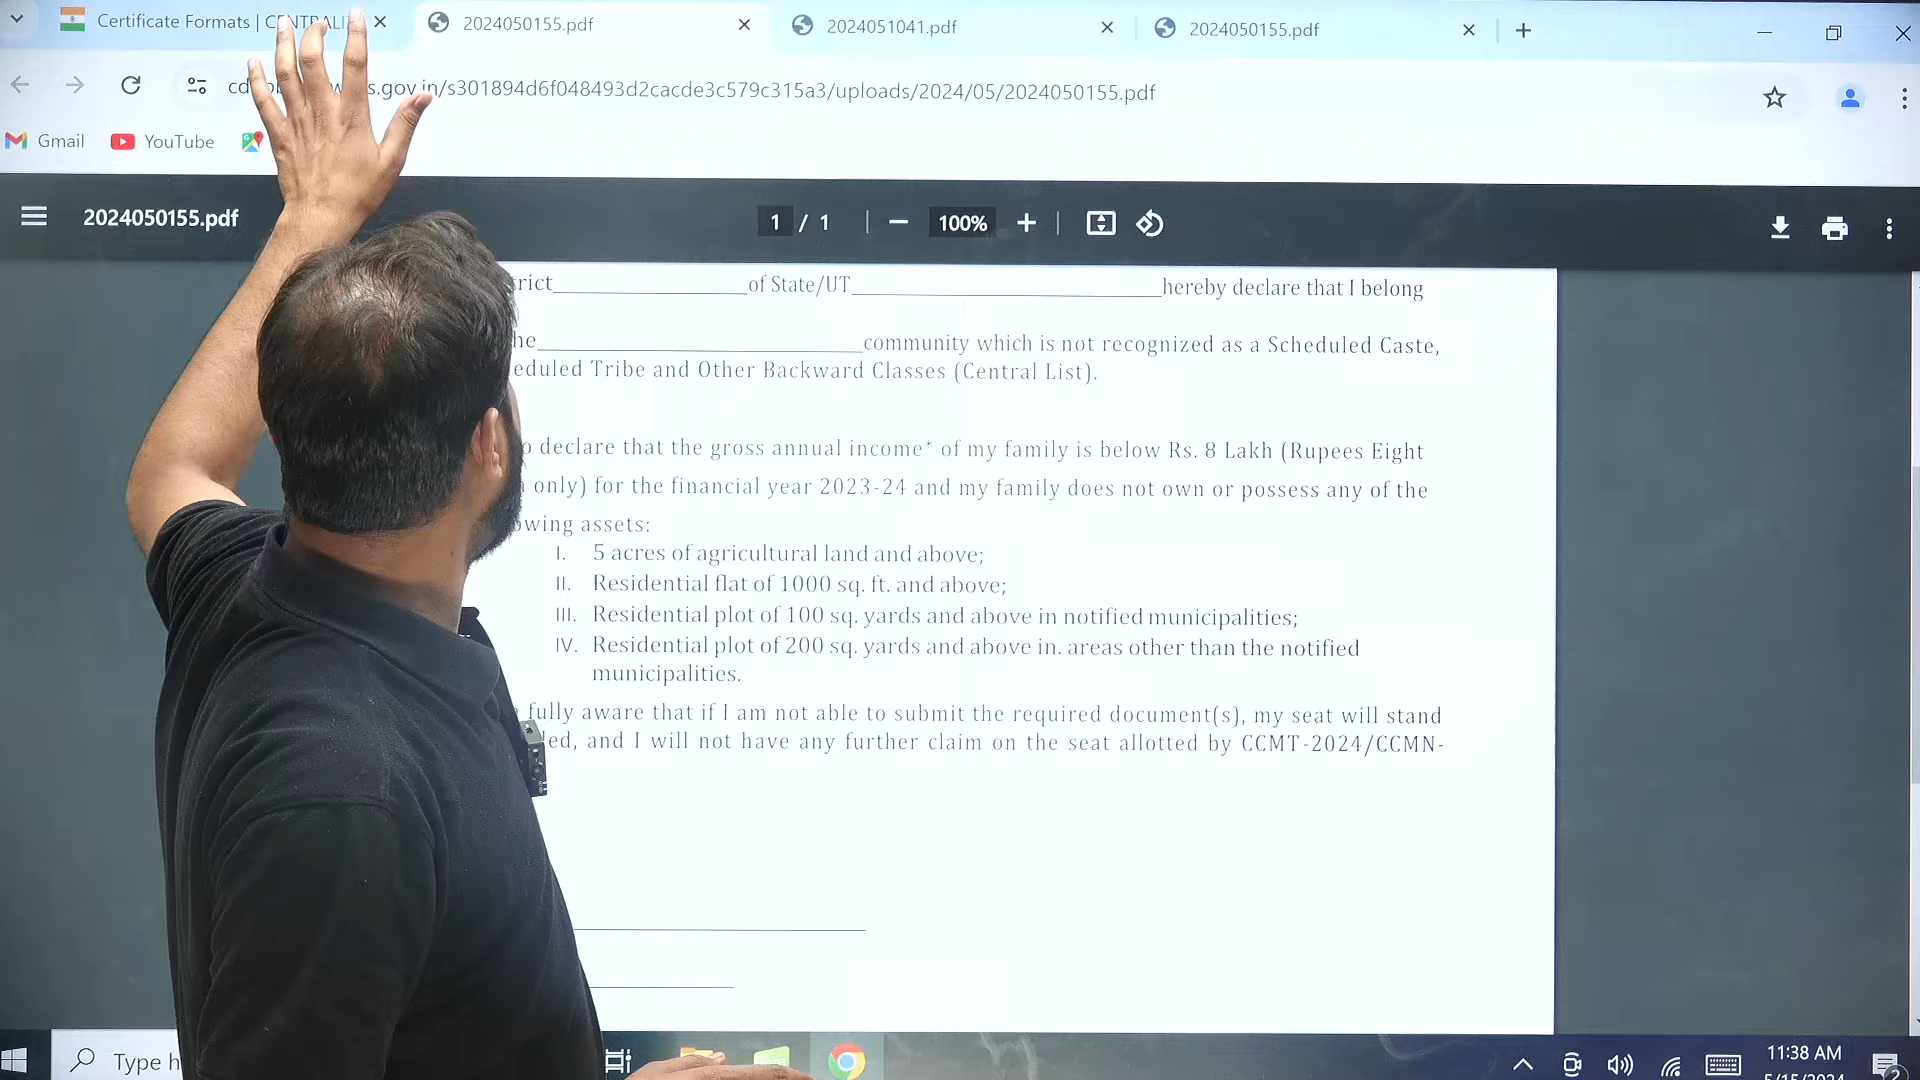 Certificate Formats | CENTRALI
2024050155.pdf
2024051041.pdf
2024050155.pdf
s.gov.in/s301894d6f048493d2cacde3c579c315a3/uploads/2024/05/2024050155.pdf
Gmail
YouTube
2024050155.pdf
1 / 1
100%
trict of State/UT hereby declare that I belong
he community which is not recognized as a Scheduled Caste,
eduled Tribe and Other Backward Classes (Central List).
o declare that the gross annual income* of my family is below Rs. 8 Lakh (Rupees Eight
only) for the financial year 2023-24 and my family does not own or possess any of the
owing assets:
I. 5 acres of agricultural land and above;
II. Residential flat of 1000 sq. ft. and above;
III. Residential plot of 100 sq. yards and above in notified municipalities;
IV. Residential plot of 200 sq. yards and above in. areas other than the notified
municipalities.
fully aware that if I am not able to submit the required document(s), my seat will stand
led, and I will not have any further claim on the seat allotted by CCMT-2024/CCMN-
Type h
11:38 AM
5/15/2024